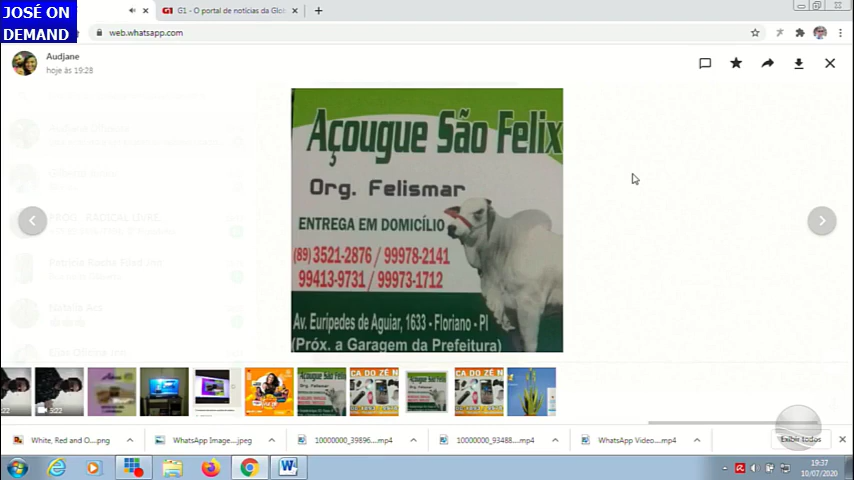 JOSÉ ON
DEMAND
G1 - O portal de notícias da Glol
web.whatsapp.com
Audjane
hoje às 19:28
Açougue São Felix
Org. Felismar
ENTREGA EM DOMICÍLIO
(89) 3521-2876 / 99978-2141
99413-9731 / 99973-1712
Av. Euripedes de Aguiar, 1633 - Floriano - PI
(Próx. a Garagem da Prefeitura)
5:22
White, Red and O....png
WhatsApp Image....jpeg
10000000_39896....mp4
10000000_93488....mp4
WhatsApp Video....mp4
Exibir todos
19:37
10/07/2020